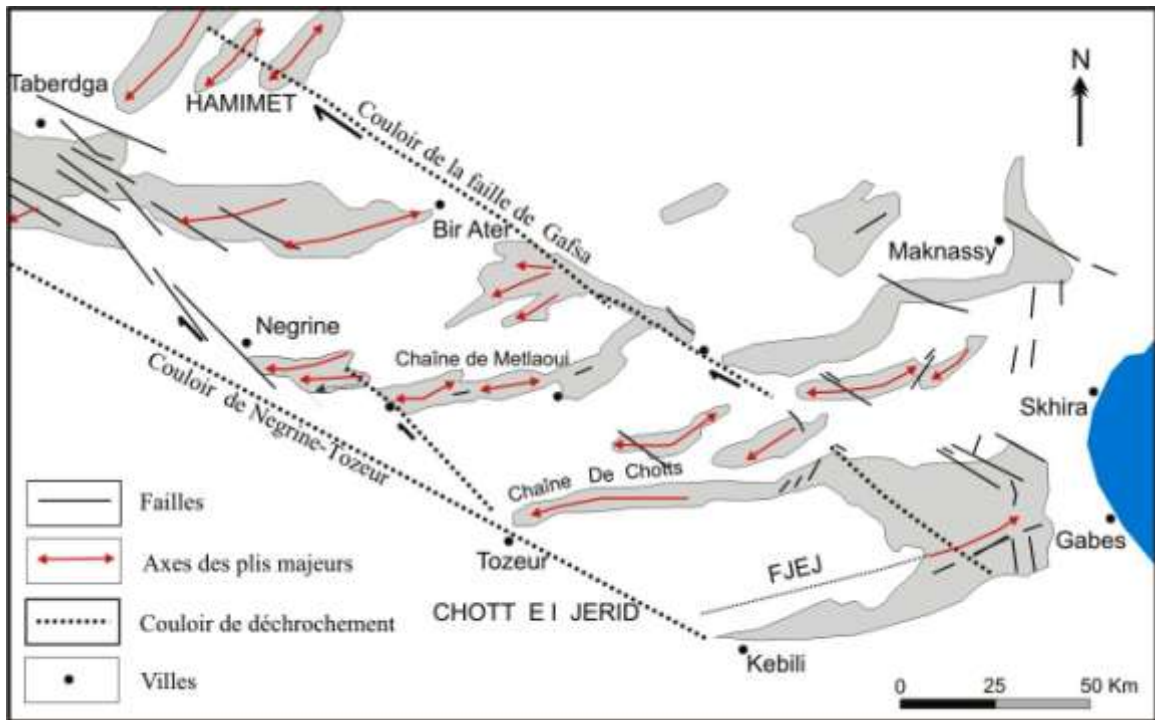 N
Taberdga
HAMIMET
Couloir de la faille de Gafsa
Bir Ater
Maknassy
Negrine
Chaîne de Metlaoui
Couloir de Negrine-Tozeur
Skhira
Chaîne De Chotts
Failles
Axes des plis majeurs
Tozeur
FJEJ
Gabes
CHOTT E I JERID
Couloir de déchrochement
Kebili
Villes
0 25 50 Km